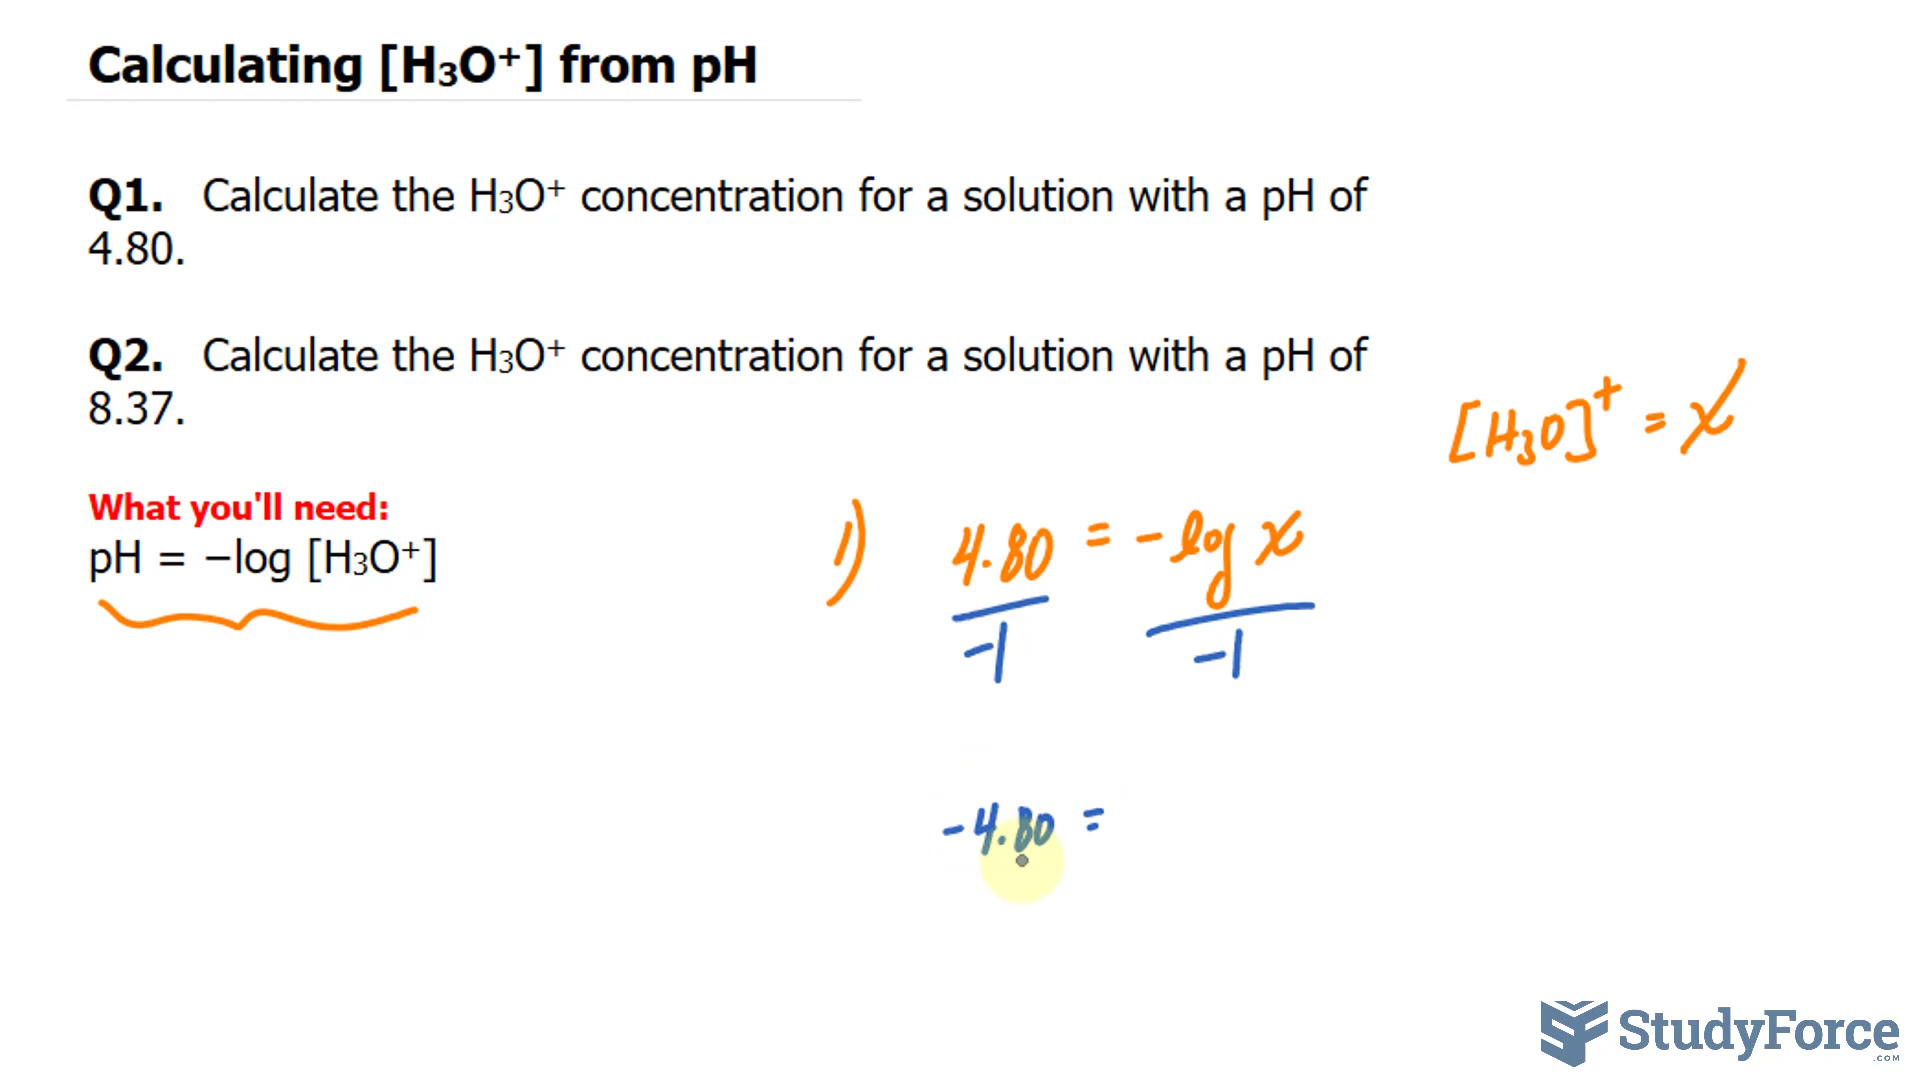 Calculating [H₃O⁺] from pH
Q1. Calculate the H₃O⁺ concentration for a solution with a pH of
4.80.
Q2. Calculate the H₃O⁺ concentration for a solution with a pH of
8.37.
[H₃O]⁺ = x
What you'll need:
pH = −log [H₃O⁺]
1) 4.80 = -log x
-1 -1
-4.80 =
StudyForce
.COM